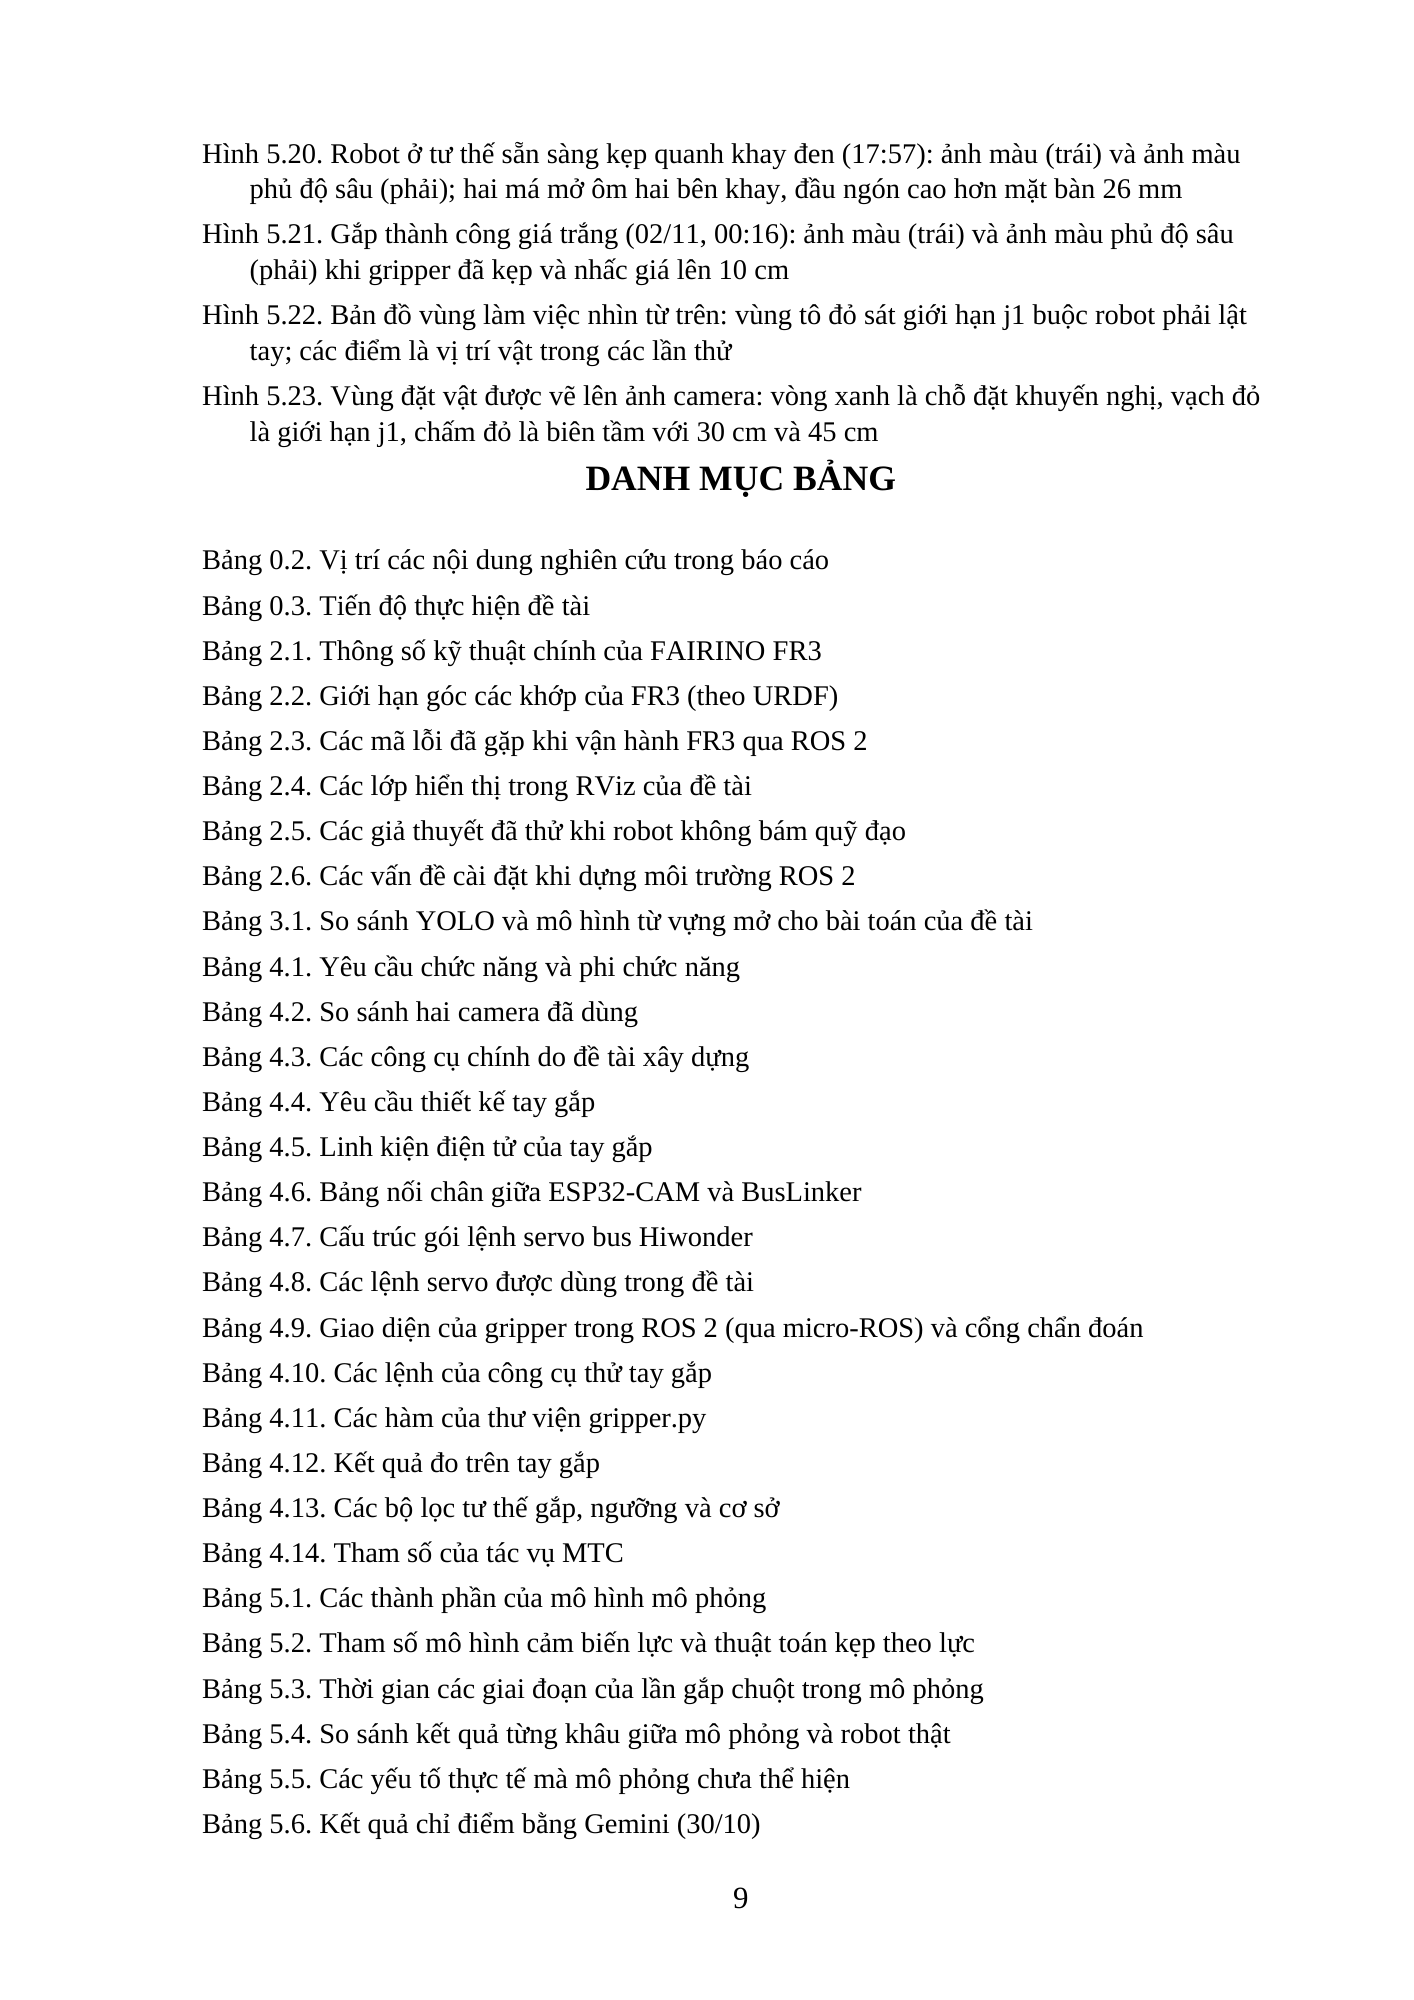 Hình 5.20. Robot ở tư thế sẵn sàng kẹp quanh khay đen (17:57): ảnh màu (trái) và ảnh màu
phủ độ sâu (phải); hai má mở ôm hai bên khay, đầu ngón cao hơn mặt bàn 26 mm
Hình 5.21. Gắp thành công giá trắng (02/11, 00:16): ảnh màu (trái) và ảnh màu phủ độ sâu
(phải) khi gripper đã kẹp và nhấc giá lên 10 cm
Hình 5.22. Bản đồ vùng làm việc nhìn từ trên: vùng tô đỏ sát giới hạn j1 buộc robot phải lật
tay; các điểm là vị trí vật trong các lần thử
Hình 5.23. Vùng đặt vật được vẽ lên ảnh camera: vòng xanh là chỗ đặt khuyến nghị, vạch đỏ
là giới hạn j1, chấm đỏ là biên tầm với 30 cm và 45 cm
DANH MỤC BẢNG
Bảng 0.2. Vị trí các nội dung nghiên cứu trong báo cáo
Bảng 0.3. Tiến độ thực hiện đề tài
Bảng 2.1. Thông số kỹ thuật chính của FAIRINO FR3
Bảng 2.2. Giới hạn góc các khớp của FR3 (theo URDF)
Bảng 2.3. Các mã lỗi đã gặp khi vận hành FR3 qua ROS 2
Bảng 2.4. Các lớp hiển thị trong RViz của đề tài
Bảng 2.5. Các giả thuyết đã thử khi robot không bám quỹ đạo
Bảng 2.6. Các vấn đề cài đặt khi dựng môi trường ROS 2
Bảng 3.1. So sánh YOLO và mô hình từ vựng mở cho bài toán của đề tài
Bảng 4.1. Yêu cầu chức năng và phi chức năng
Bảng 4.2. So sánh hai camera đã dùng
Bảng 4.3. Các công cụ chính do đề tài xây dựng
Bảng 4.4. Yêu cầu thiết kế tay gắp
Bảng 4.5. Linh kiện điện tử của tay gắp
Bảng 4.6. Bảng nối chân giữa ESP32-CAM và BusLinker
Bảng 4.7. Cấu trúc gói lệnh servo bus Hiwonder
Bảng 4.8. Các lệnh servo được dùng trong đề tài
Bảng 4.9. Giao diện của gripper trong ROS 2 (qua micro-ROS) và cổng chẩn đoán
Bảng 4.10. Các lệnh của công cụ thử tay gắp
Bảng 4.11. Các hàm của thư viện gripper.py
Bảng 4.12. Kết quả đo trên tay gắp
Bảng 4.13. Các bộ lọc tư thế gắp, ngưỡng và cơ sở
Bảng 4.14. Tham số của tác vụ MTC
Bảng 5.1. Các thành phần của mô hình mô phỏng
Bảng 5.2. Tham số mô hình cảm biến lực và thuật toán kẹp theo lực
Bảng 5.3. Thời gian các giai đoạn của lần gắp chuột trong mô phỏng
Bảng 5.4. So sánh kết quả từng khâu giữa mô phỏng và robot thật
Bảng 5.5. Các yếu tố thực tế mà mô phỏng chưa thể hiện
Bảng 5.6. Kết quả chỉ điểm bằng Gemini (30/10)
9